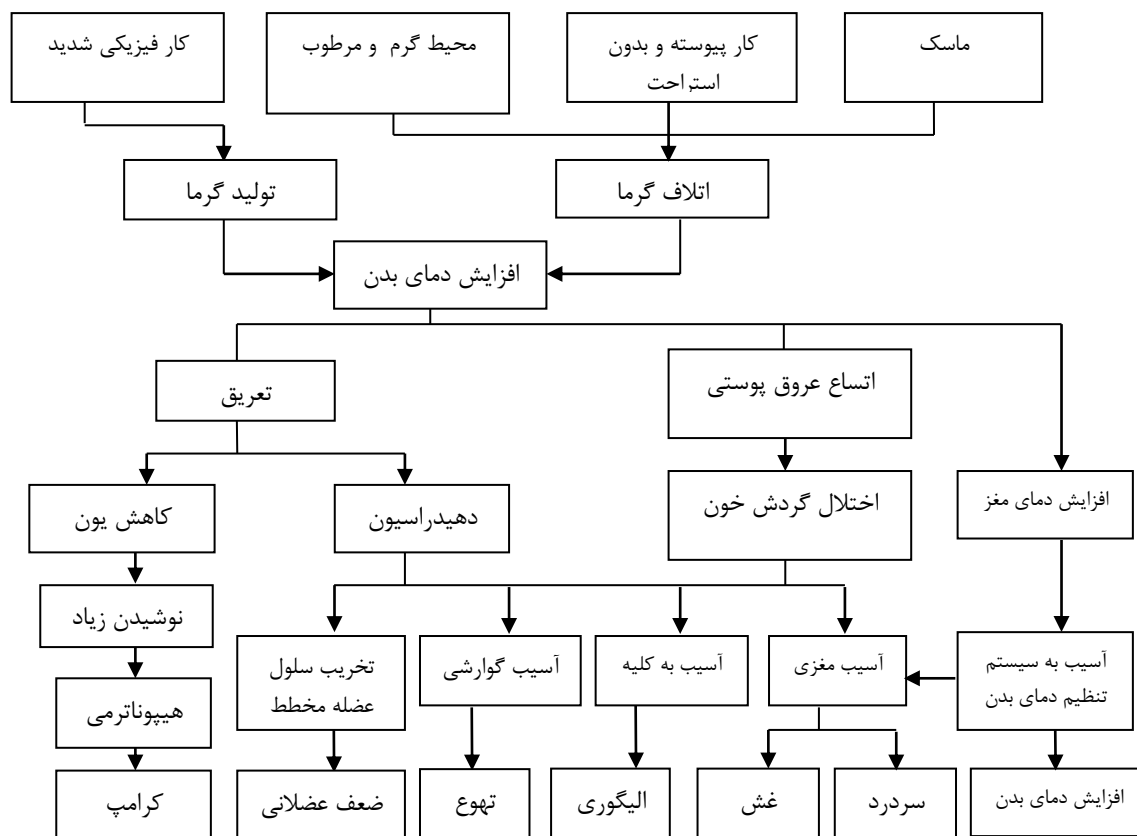 ماسک
کار پیوسته و بدون
استراحت
محیط گرم و مرطوب
کار فیزیکی شدید
اتلاف گرما
تولید گرما
افزایش دمای بدن
اتساع عروق پوستی
تعریق
افزایش دمای مغز
اختلال گردش خون
دهیدراسیون
کاهش یون
آسیب به سیستم
تنظیم دمای بدن
آسیب مغزی
آسیب به کلیه
آسیب گوارشی
تخریب سلول
عضله مخطط
نوشیدن زیاد
هیپوناترمی
افزایش دمای بدن
سردرد
غش
الیگوری
تهوع
ضعف عضلانی
کرامپ